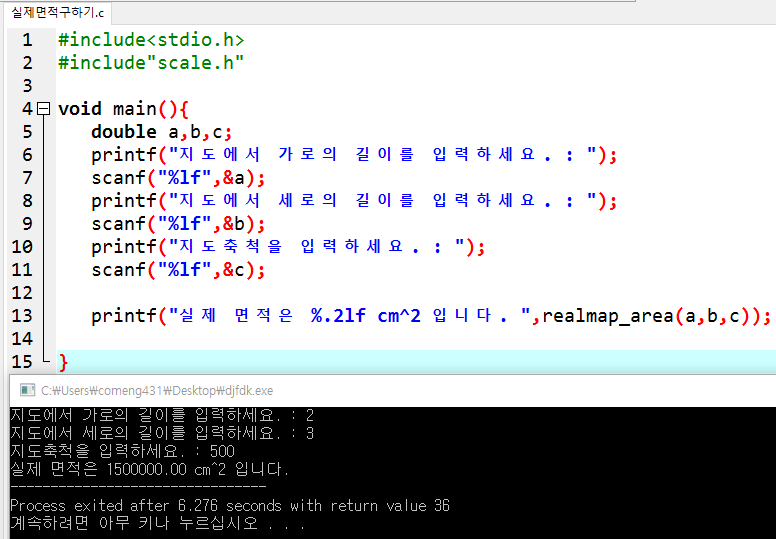 실제면적구하기.c
1 #include<stdio.h>
2 #include"scale.h"
3
4 void main(){
5 double a,b,c;
6 printf("지도에서 가로의 길이를 입력하세요. : ");
7 scanf("%lf",&a);
8 printf("지도에서 세로의 길이를 입력하세요. : ");
9 scanf("%lf",&b);
10 printf("지도축척을 입력하세요. : ");
11 scanf("%lf",&c);
12
13 printf("실제 면적은 %.2lf cm^2 입니다. ",realmap_area(a,b,c));
14
15 }
C:₩Users₩comeng431₩Desktop₩djfdk.exe
지도에서 가로의 길이를 입력하세요. : 2
지도에서 세로의 길이를 입력하세요. : 3
지도축척을 입력하세요. : 500
실제 면적은 1500000.00 cm^2 입니다.
--------------------------------
Process exited after 6.276 seconds with return value 36
계속하려면 아무 키나 누르십시오 . . .